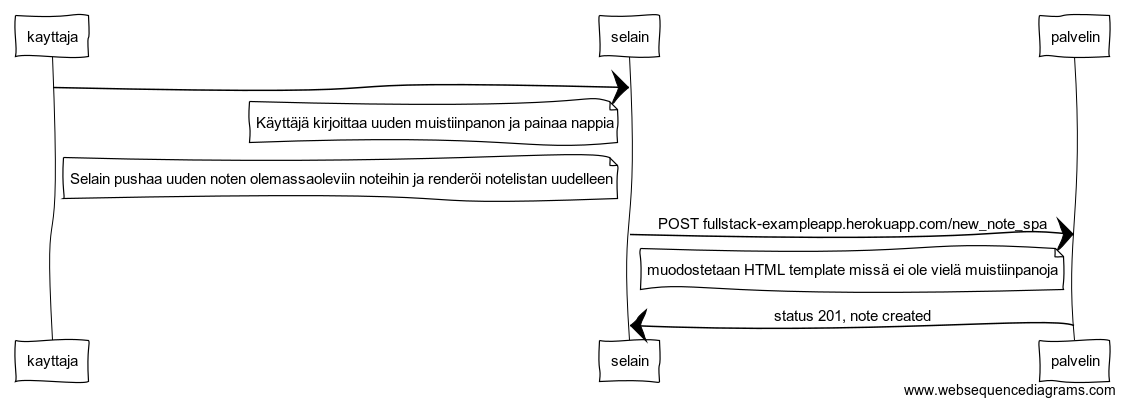 kayttaja
selain
palvelin
Käyttäjä kirjoittaa uuden muistiinpanon ja painaa nappia
Selain pushaa uuden noten olemassaoleviin noteihin ja renderöi notelistan uudelleen
POST fullstack-exampleapp.herokuapp.com/new_note_spa
muodostetaan HTML template missä ei ole vielä muistiinpanoja
status 201, note created
kayttaja
selain
palvelin
www.websequencediagrams.com